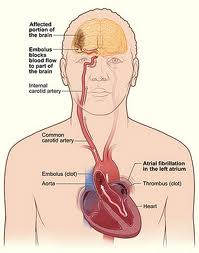 Affected
portion of
the brain
Embolus
blocks
blood flow
to part of
the brain
Internal
carotid artery
Common
carotid artery
Atrial fibrillation
in the left atrium
Embolus (clot)
Aorta
Thrombus (clot)
Heart